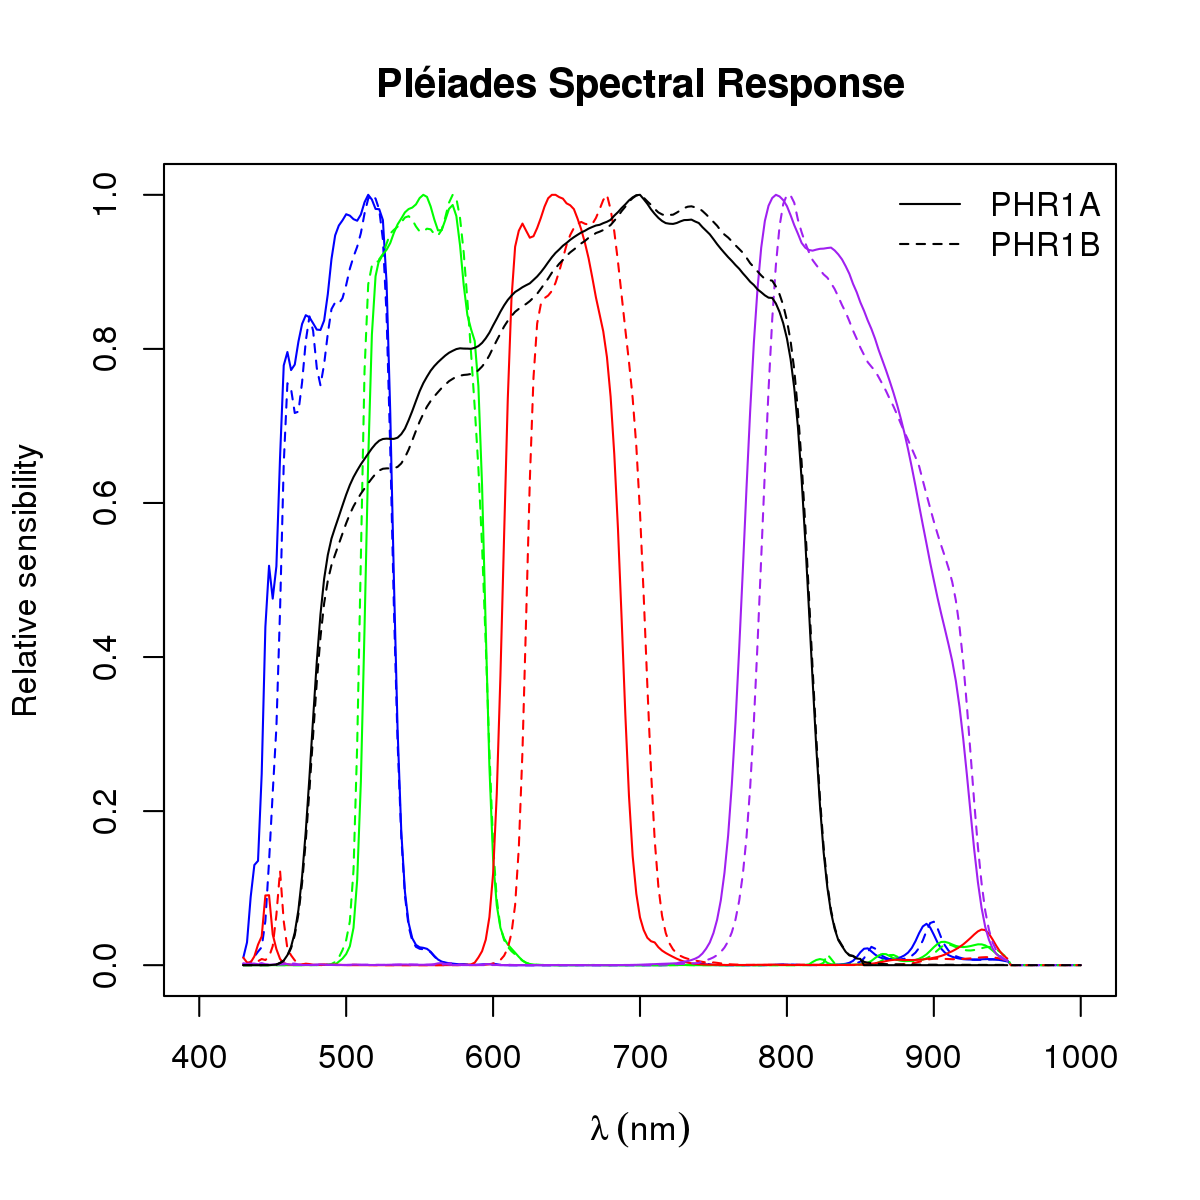 Pléiades Spectral Response
PHR1A
PHR1B
Relative sensibility
1.0
0.8
0.6
0.4
0.2
0.0
400 500 600 700 800 900 1000
λ (nm)